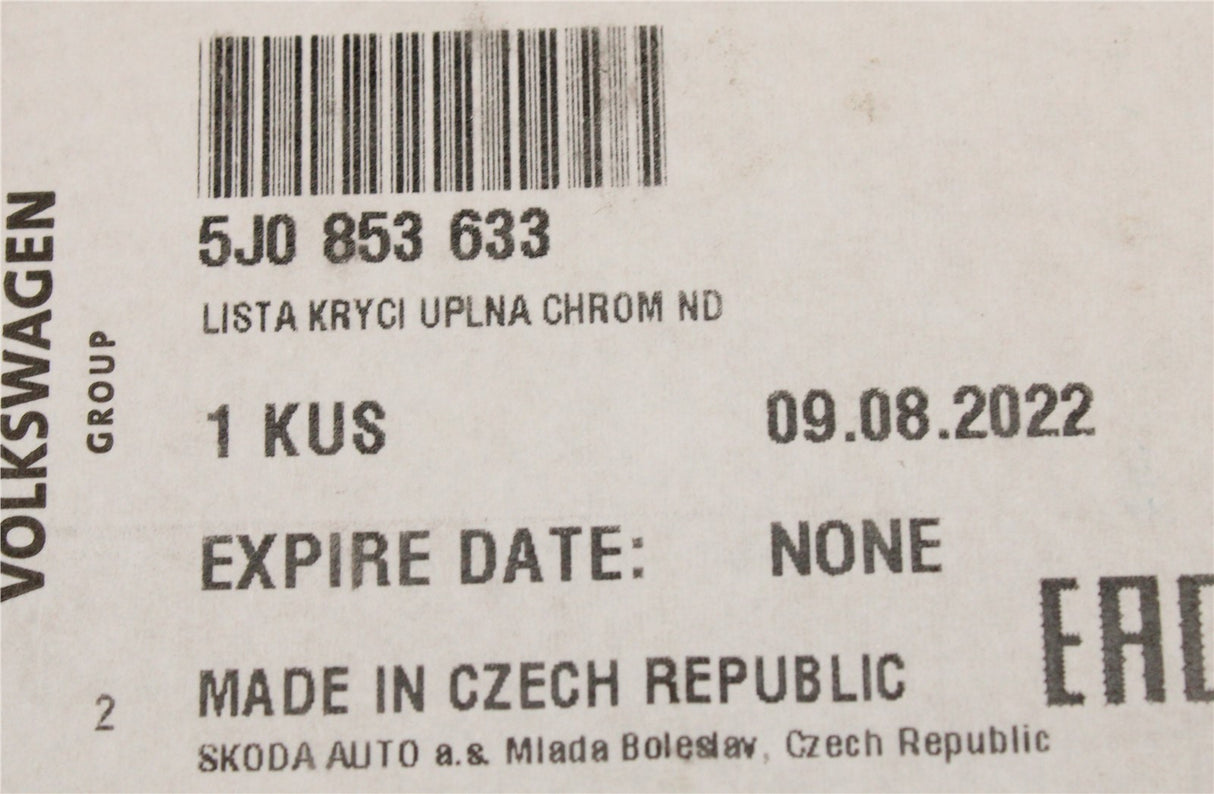 VOLKSWAGEN
GROUP
5J0 853 633
LISTA KRYCI UPLNA CHROM ND
1 KUS 09.08.2022
EXPIRE DATE: NONE
EAC
MADE IN CZECH REPUBLIC
2
SKODA AUTO a.s. Mlada Boleslav, Czech Republic